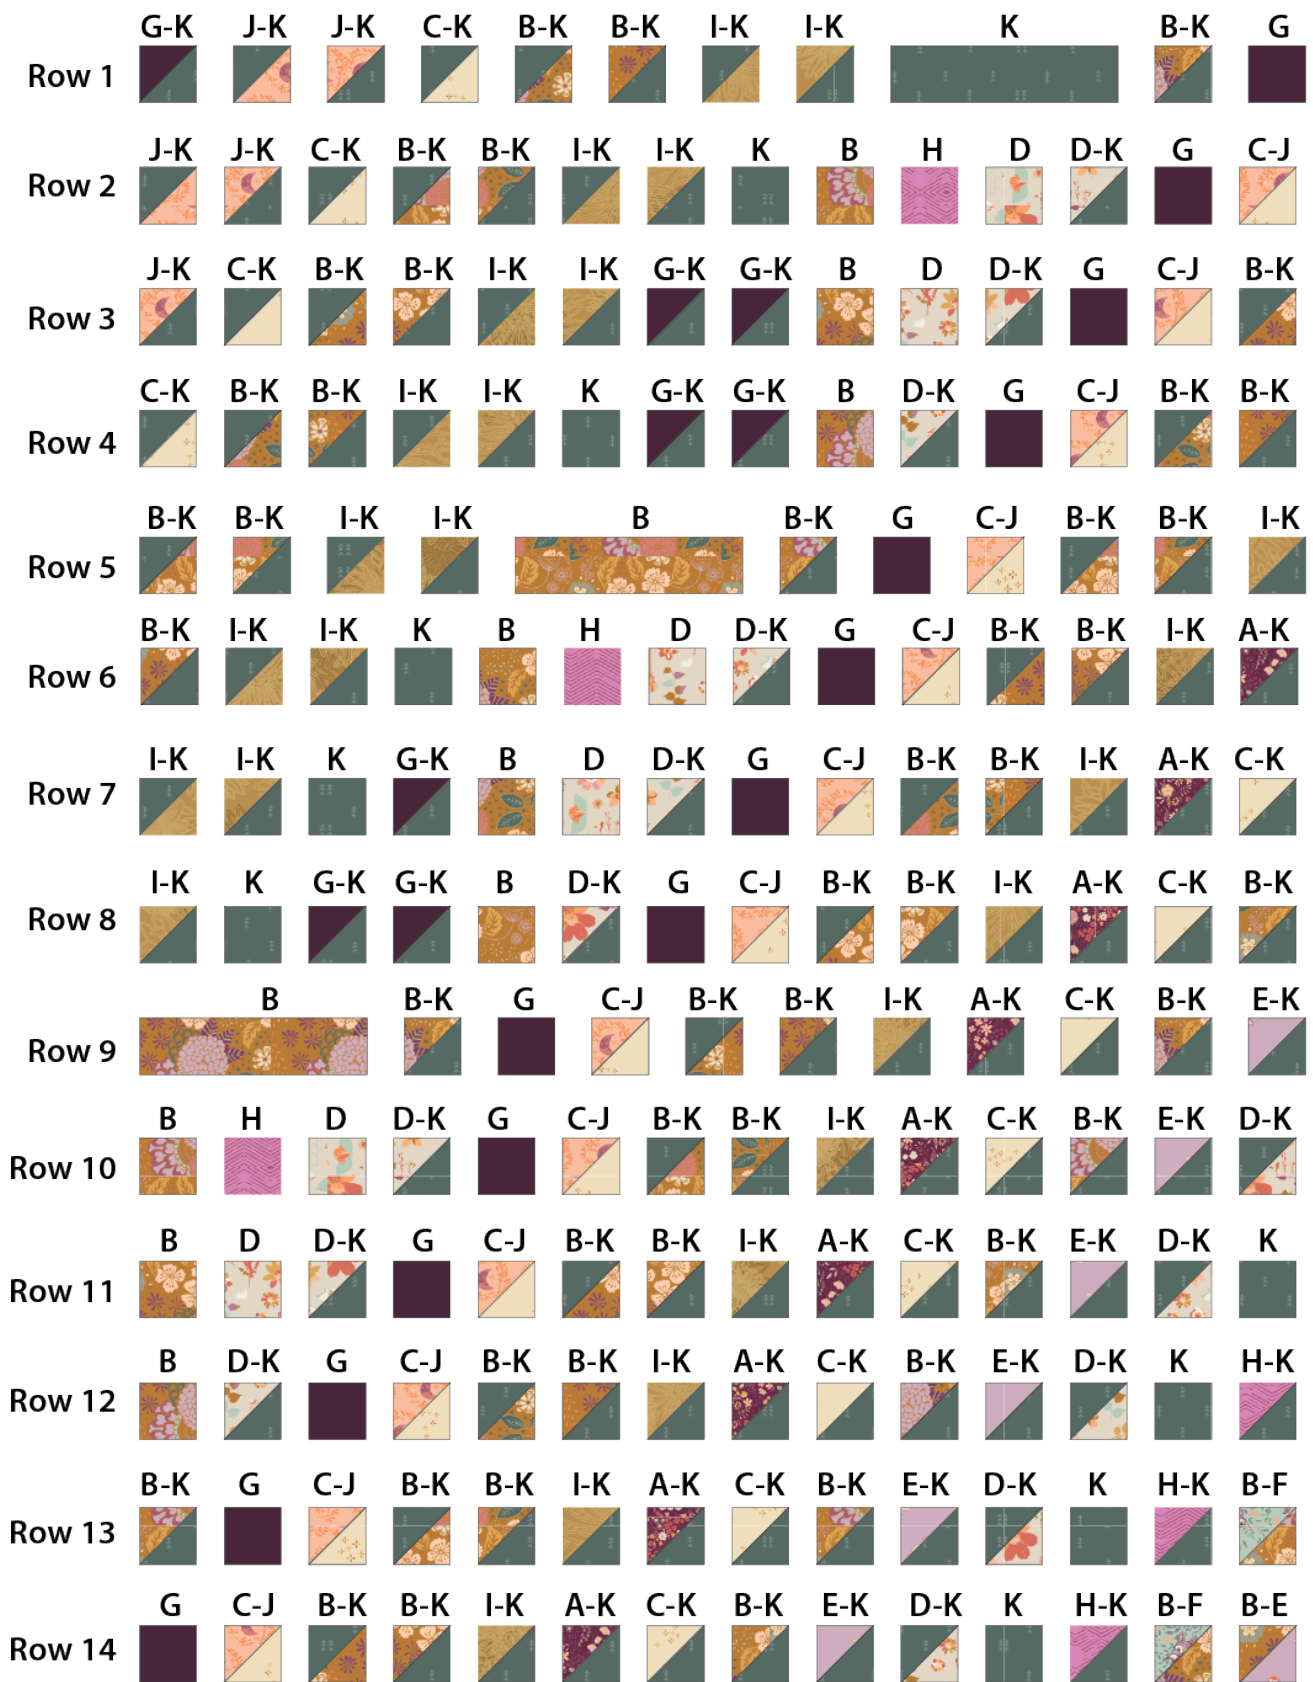 G-K J-K J-K C-K B-K B-K I-K I-K K B-K G
Row 1
J-K J-K C-K B-K B-K I-K I-K K B H D D-K G C-J
Row 2
J-K C-K B-K B-K I-K I-K G-K G-K B D D-K G C-J B-K
Row 3
C-K B-K B-K I-K I-K K G-K G-K B D-K G C-J B-K B-K
Row 4
B-K B-K I-K I-K B B-K G C-J B-K B-K I-K
Row 5
B-K I-K I-K K B H D D-K G C-J B-K B-K I-K A-K
Row 6
I-K I-K K G-K B D D-K G C-J B-K B-K I-K A-K C-K
Row 7
I-K K G-K G-K B D-K G C-J B-K B-K I-K A-K C-K B-K
Row 8
B B-K G C-J B-K B-K I-K A-K C-K B-K E-K
Row 9
B H D D-K G C-J B-K B-K I-K A-K C-K B-K E-K D-K
Row 10
B D D-K G C-J B-K B-K I-K A-K C-K B-K E-K D-K K
Row 11
B D-K G C-J B-K B-K I-K A-K C-K B-K E-K D-K K H-K
Row 12
B-K G C-J B-K B-K I-K A-K C-K B-K E-K D-K K H-K B-F
Row 13
G C-J B-K B-K I-K A-K C-K B-K E-K D-K K H-K B-F B-E
Row 14